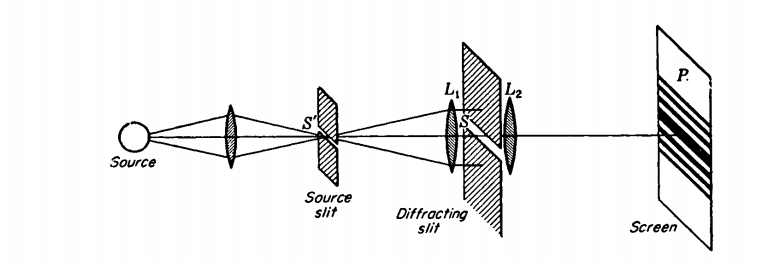 Source
S′
Source
slit
L₁
S
L₂
Diffracting
slit
P.
Screen